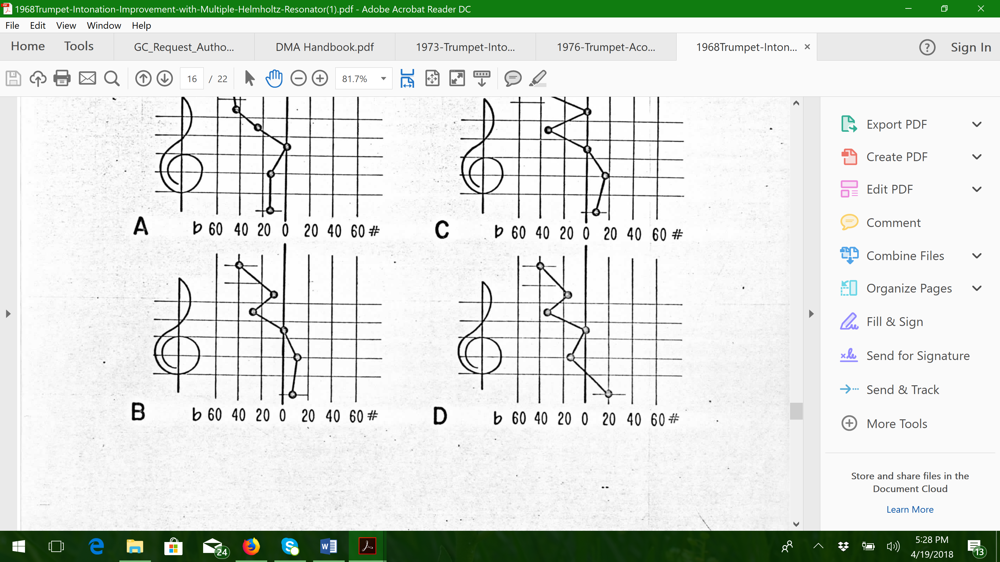 1968Trumpet-Intonation-Improvement-with-Multiple-Helmholtz-Resonator(1).pdf - Adobe Acrobat Reader DC
File Edit View Window Help
Home Tools GC_Request_Autho... DMA Handbook.pdf 1973-Trumpet-Into... 1976-Trumpet-Aco... 1968Trumpet-Inton... × ? Sign In
16 / 22 81.7%
A ♭ 60 40 20 0 20 40 60 #
C ♭ 60 40 20 0 20 40 60 #
B ♭ 60 40 20 0 20 40 60 #
D ♭ 60 40 20 0 20 40 60 #
Export PDF
Create PDF
Edit PDF
Comment
Combine Files
Organize Pages
Fill & Sign
Send for Signature
Send & Track
More Tools
Store and share files in the
Document Cloud
Learn More
24
5:28 PM
4/19/2018
13